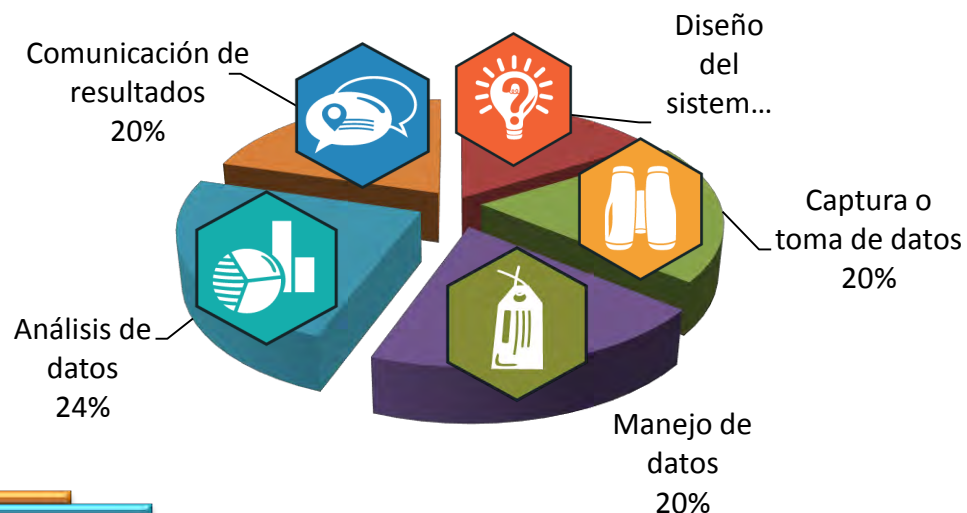 Comunicación de
resultados
20%
Diseño
del
sistem...
Captura o
toma de datos
20%
Análisis de
datos
24%
Manejo de
datos
20%